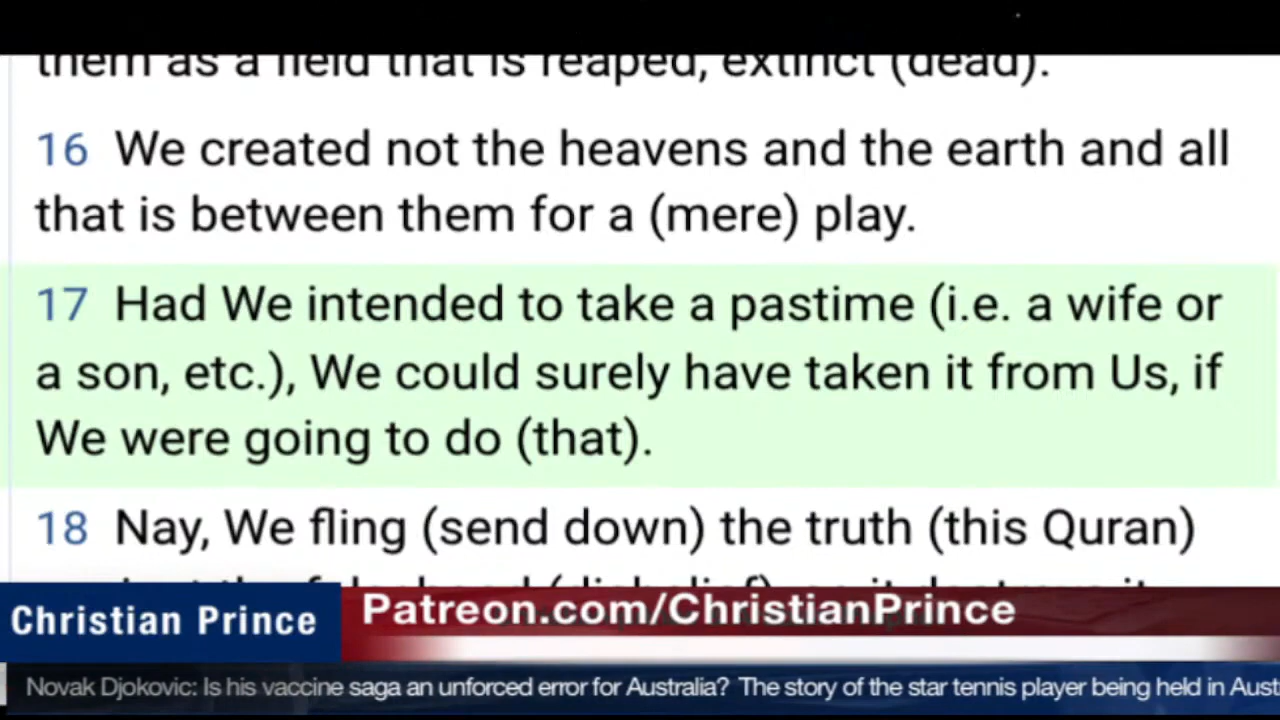 them as a field that is reaped, extinct (dead).
16 We created not the heavens and the earth and all
that is between them for a (mere) play.
17 Had We intended to take a pastime (i.e. a wife or
a son, etc.), We could surely have taken it from Us, if
We were going to do (that).
18 Nay, We fling (send down) the truth (this Quran)
Christian Prince
Patreon.com/ChristianPrince
Novak Djokovic: Is his vaccine saga an unforced error for Australia? The story of the star tennis player being held in Aust